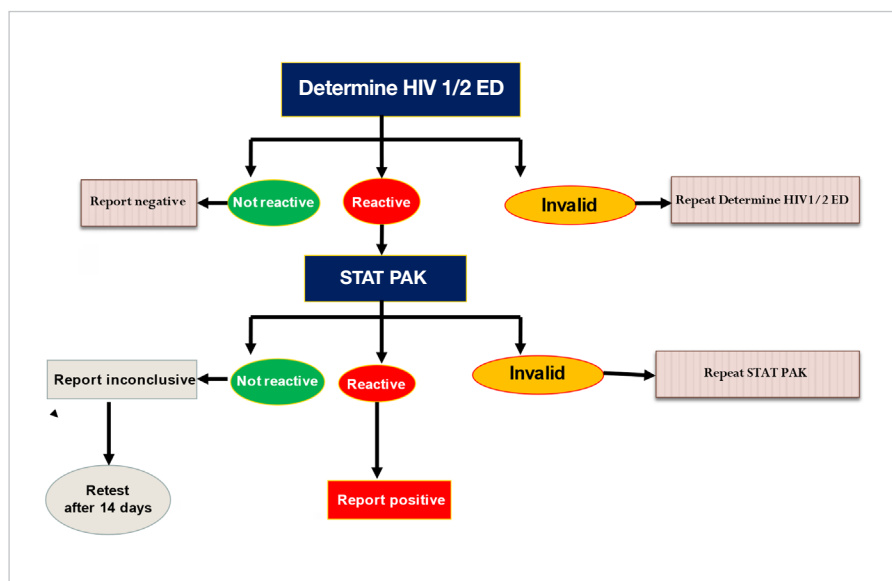 Determine HIV 1/2 ED
Report negative
Not reactive
Reactive
Invalid
Repeat Determine HIV1/2 ED
STAT PAK
Report inconclusive
Not reactive
Reactive
Invalid
Repeat STAT PAK
Retest
after 14 days
Report positive